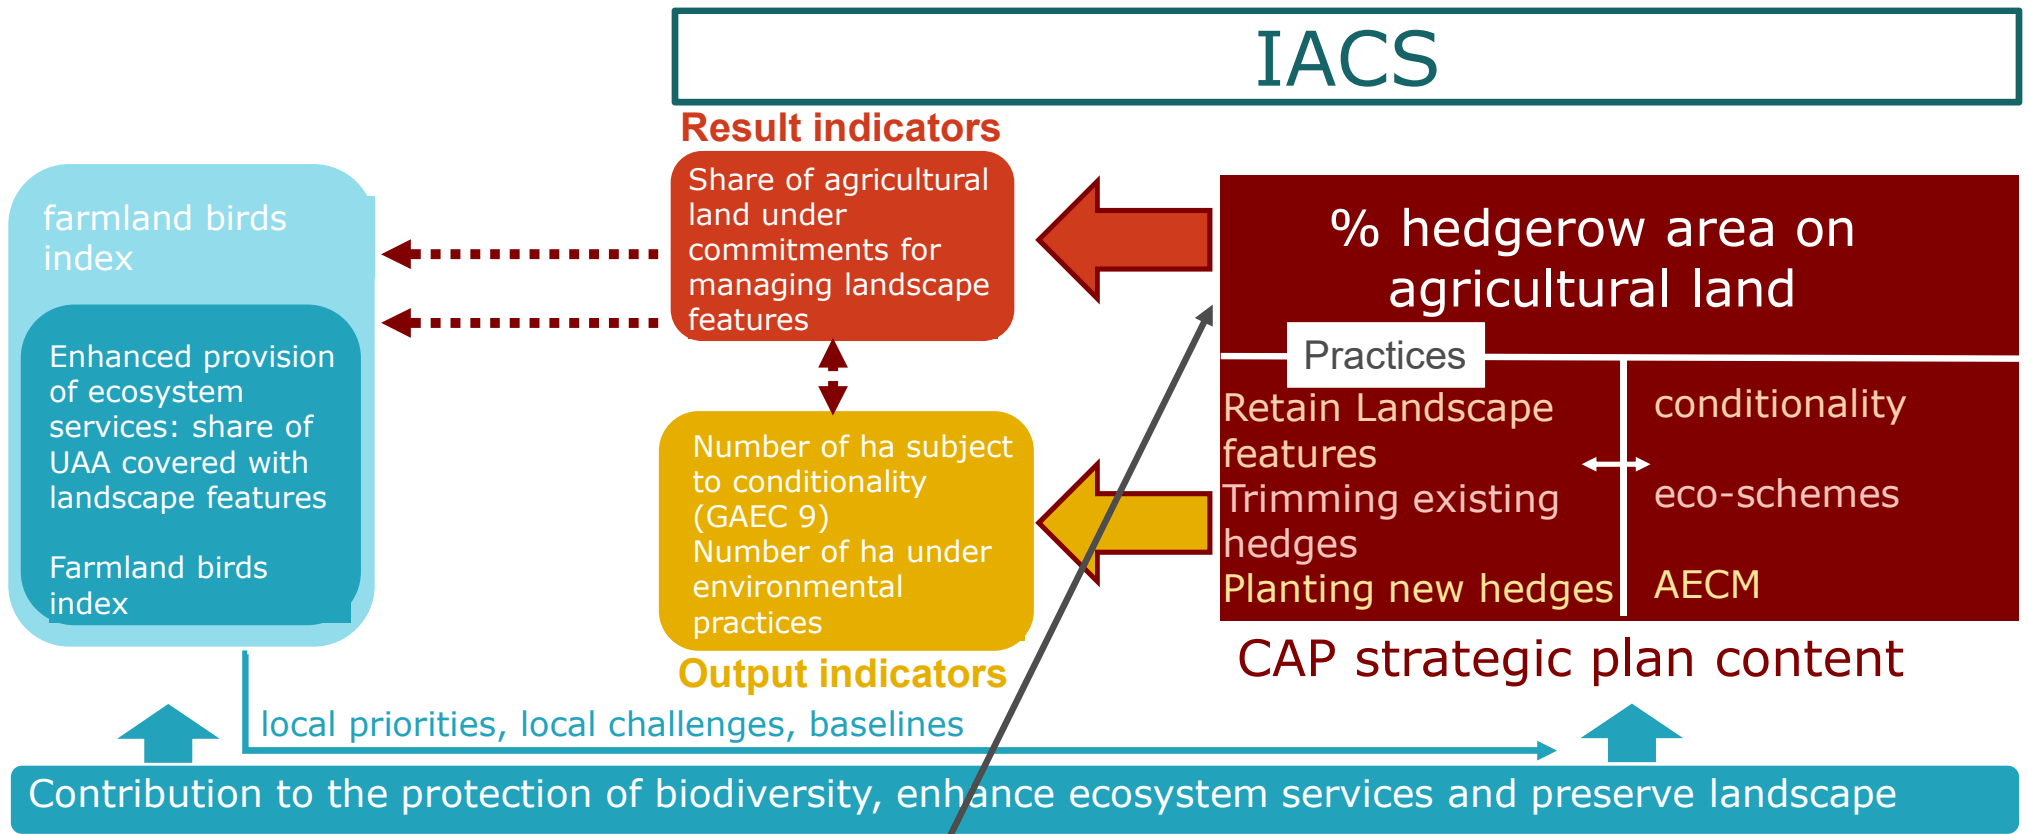 IACS
Result indicators
Share of agricultural
land under
commitments for
managing landscape
features
farmland birds
index
Enhanced provision
of ecosystem
services: share of
UAA covered with
landscape features
Farmland birds
index
Number of ha subject
to conditionality
(GAEC 9)
Number of ha under
environmental
practices
Output indicators
% hedgerow area on
agricultural land
Practices
Retain Landscape
features
Trimming existing
hedges
Planting new hedges
conditionality
eco-schemes
AECM
CAP strategic plan content
local priorities, local challenges, baselines
Contribution to the protection of biodiversity, enhance ecosystem services and preserve landscape